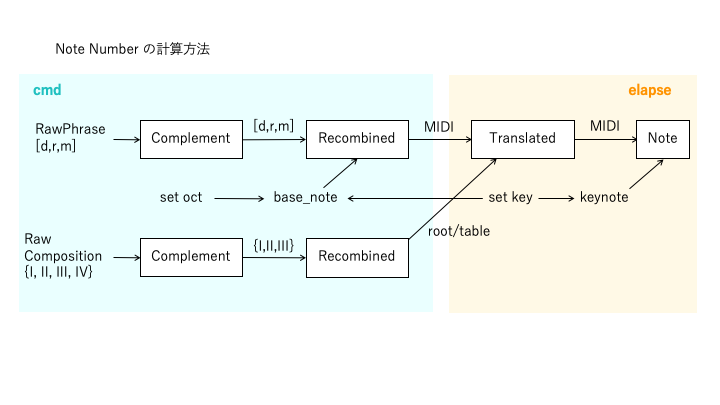 Note Number の計算方法
cmd
elapse
RawPhrase
[d,r,m]
Complement
[d,r,m]
Recombined
MIDI
Translated
MIDI
Note
set oct
base_note
set key
keynote
Raw
Composition
{I, II, III, IV}
Complement
{I,II,III}
Recombined
root/table